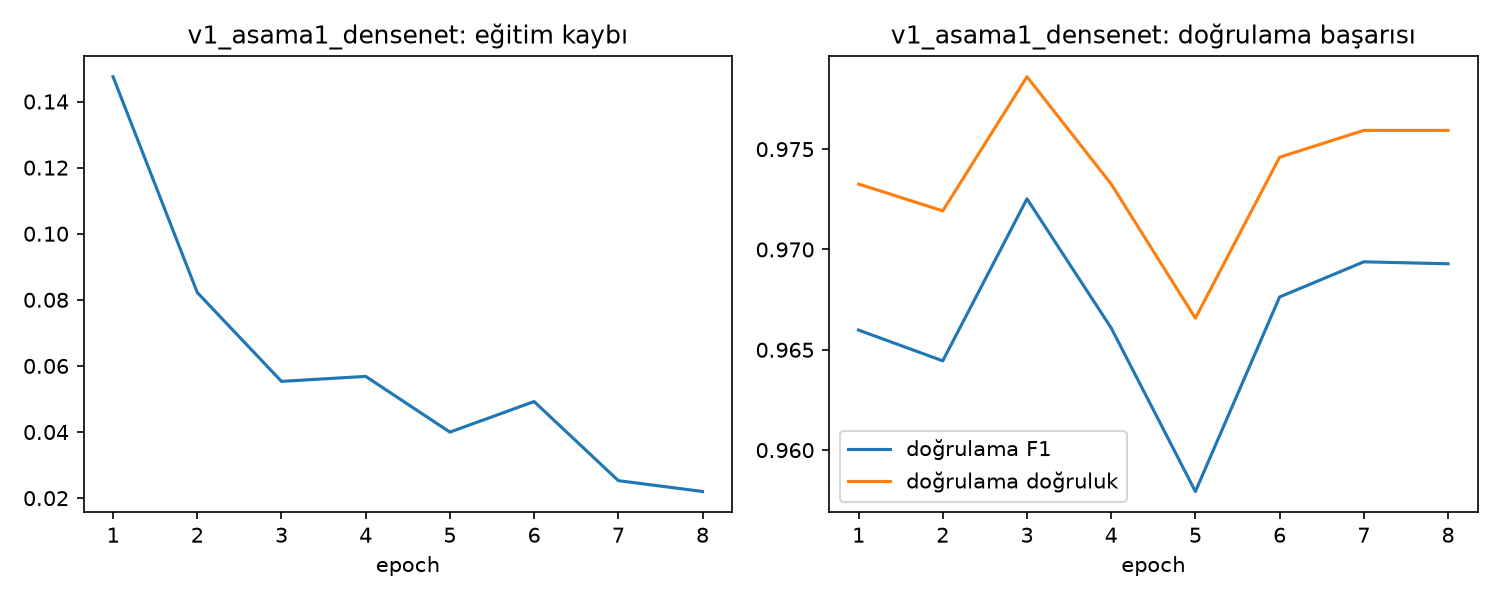 v1_asama1_densenet: eğitim kaybı
0.14
0.12
0.10
0.08
0.06
0.04
0.02
1 2 3 4 5 6 7 8
epoch
v1_asama1_densenet: doğrulama başarısı
0.975
0.970
0.965
0.960
doğrulama F1
doğrulama doğruluk
1 2 3 4 5 6 7 8
epoch